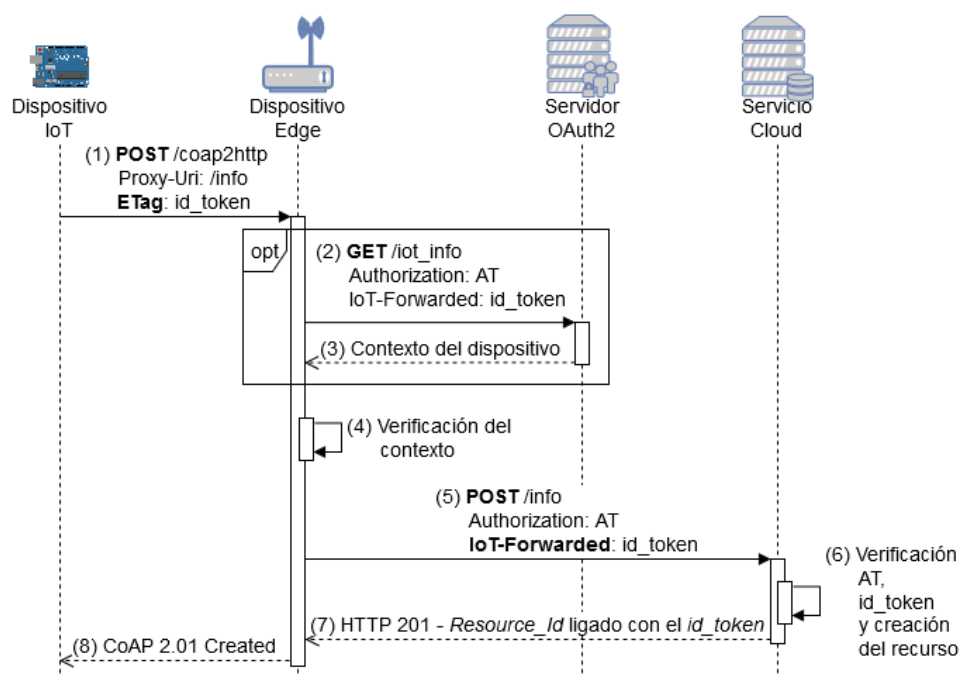 Dispositivo
IoT
Dispositivo
Edge
Servidor
OAuth2
Servicio
Cloud
(1) POST /coap2http
Proxy-Uri: /info
ETag: id_token
opt
(2) GET /iot_info
Authorization: AT
IoT-Forwarded: id_token
(3) Contexto del dispositivo
(4) Verificación del
contexto
(5) POST /info
Authorization: AT
IoT-Forwarded: id_token
(6) Verificación
AT,
id_token
y creación
del recurso
(7) HTTP 201 - Resource_Id ligado con el id_token
(8) CoAP 2.01 Created